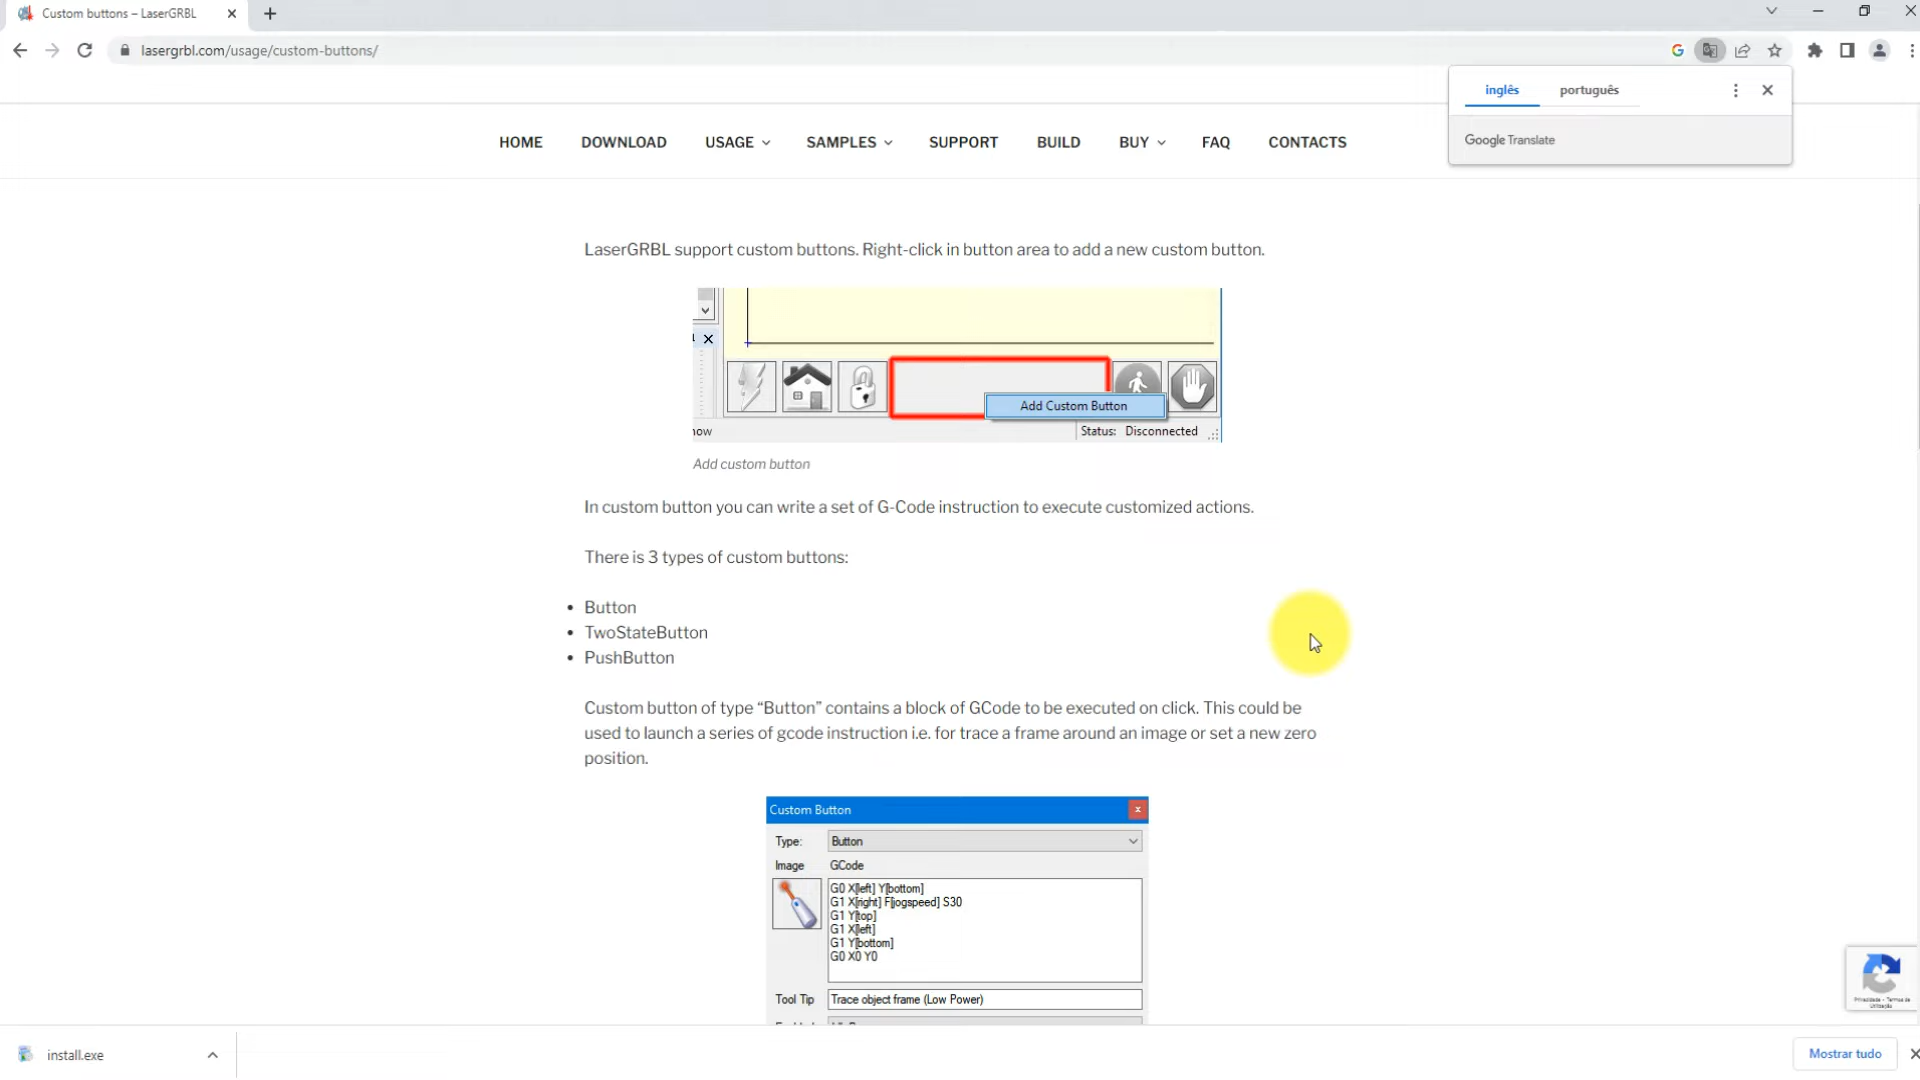 Custom buttons – LaserGRBL
lasergrbl.com/usage/custom-buttons/
inglês português
Google Translate
HOME DOWNLOAD USAGE SAMPLES SUPPORT BUILD BUY FAQ CONTACTS
LaserGRBL support custom buttons. Right-click in button area to add a new custom button.
Add Custom Button
Status: Disconnected
Add custom button
In custom button you can write a set of G-Code instruction to execute customized actions.
There is 3 types of custom buttons:
• Button
• TwoStateButton
• PushButton
Custom button of type “Button” contains a block of GCode to be executed on click. This could be
used to launch a series of gcode instruction i.e. for trace a frame around an image or set a new zero
position.
Custom Button
Type: Button
Image GCode
G0 X[left] Y[bottom]
G1 X[right] F[jogspeed] S30
G1 Y[top]
G1 X[left]
G1 Y[bottom]
G0 X0 Y0
Tool Tip Trace object frame (Low Power)
Privacidade - Termos de
Utilização
install.exe
Mostrar tudo